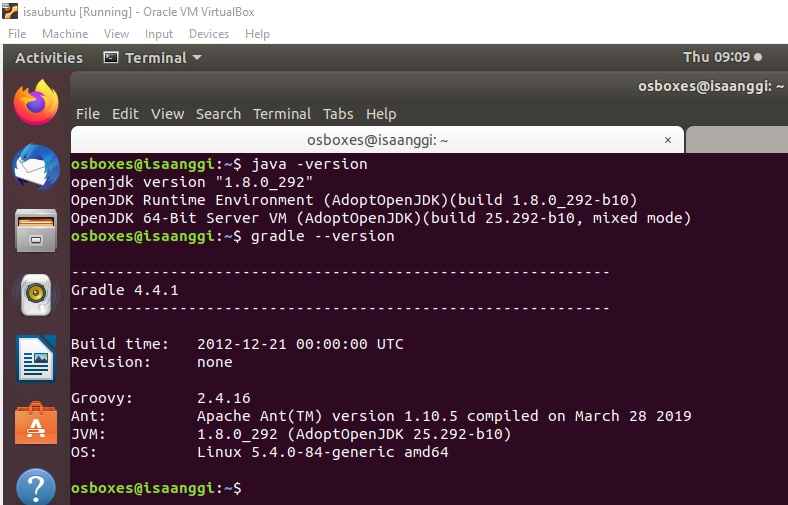 isaubuntu [Running] - Oracle VM VirtualBox
File Machine View Input Devices Help
Activities Terminal Thu 09:09
osboxes@isaanggi: ~
File Edit View Search Terminal Tabs Help
osboxes@isaanggi: ~ ×
osboxes@isaanggi:~$ java -version
openjdk version "1.8.0_292"
OpenJDK Runtime Environment (AdoptOpenJDK)(build 1.8.0_292-b10)
OpenJDK 64-Bit Server VM (AdoptOpenJDK)(build 25.292-b10, mixed mode)
osboxes@isaanggi:~$ gradle --version
------------------------------------------------------------
Gradle 4.4.1
------------------------------------------------------------
Build time:   2012-12-21 00:00:00 UTC
Revision:     none
Groovy:       2.4.16
Ant:          Apache Ant(TM) version 1.10.5 compiled on March 28 2019
JVM:          1.8.0_292 (AdoptOpenJDK 25.292-b10)
OS:           Linux 5.4.0-84-generic amd64
osboxes@isaanggi:~$